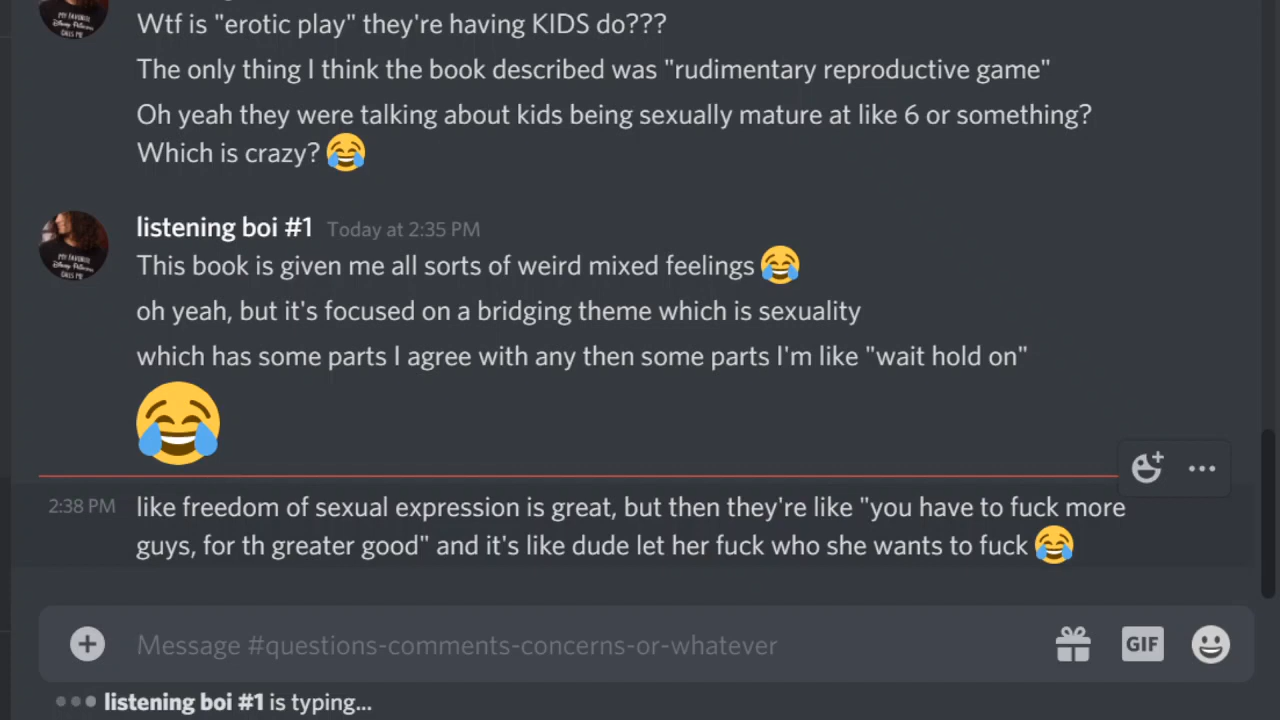 Wtf is "erotic play" they're having KIDS do???
The only thing I think the book described was "rudimentary reproductive game"
Oh yeah they were talking about kids being sexually mature at like 6 or something?
Which is crazy? 😂
listening boi #1 Today at 2:35 PM
This book is given me all sorts of weird mixed feelings 😂
oh yeah, but it's focused on a bridging theme which is sexuality
which has some parts I agree with any then some parts I'm like "wait hold on"
😂
2:38 PM like freedom of sexual expression is great, but then they're like "you have to fuck more
guys, for th greater good" and it's like dude let her fuck who she wants to fuck 😂
Message #questions-comments-concerns-or-whatever
GIF
listening boi #1 is typing...